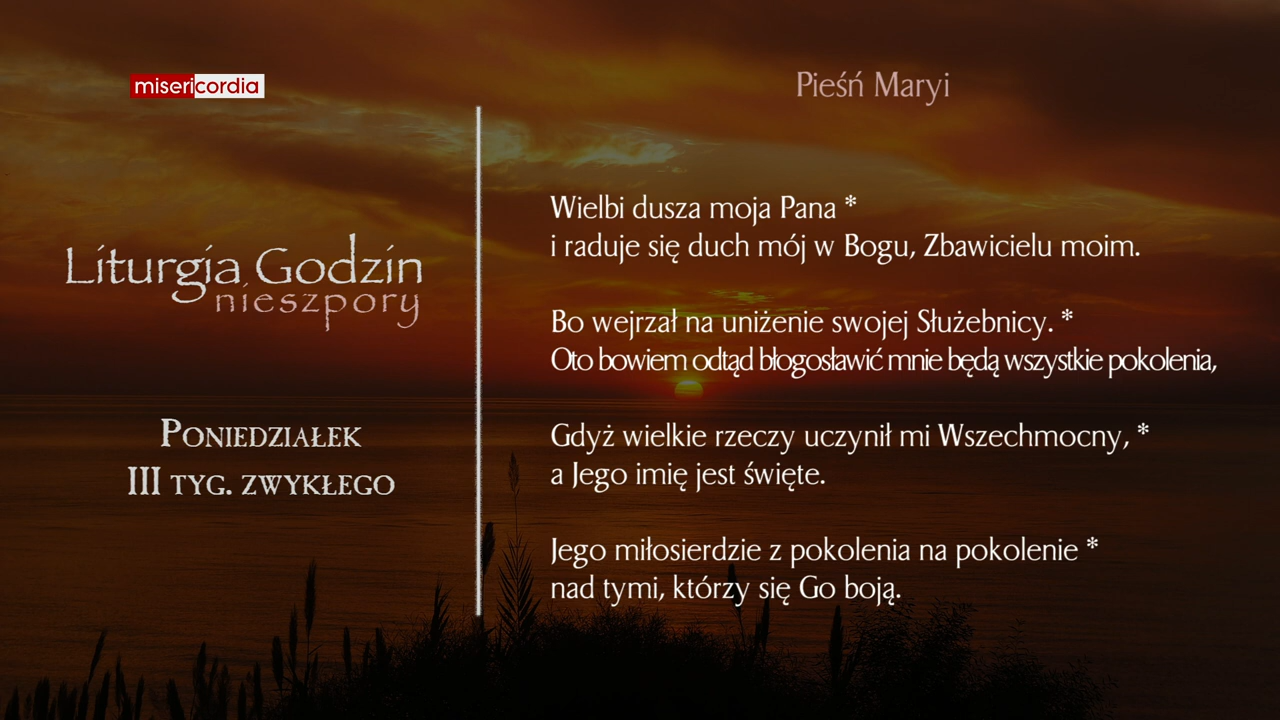 misericordia
Liturgia Godzin
nieszpory
Poniedziałek
III tyg. zwykłego
Pieśń Maryi
Wielbi dusza moja Pana *
i raduje się duch mój w Bogu, Zbawicielu moim.
Bo wejrzał na uniżenie swojej Służebnicy. *
Oto bowiem odtąd błogosławić mnie będą wszystkie pokolenia,
Gdyż wielkie rzeczy uczynił mi Wszechmocny, *
a Jego imię jest święte.
Jego miłosierdzie z pokolenia na pokolenie *
nad tymi, którzy się Go boją.